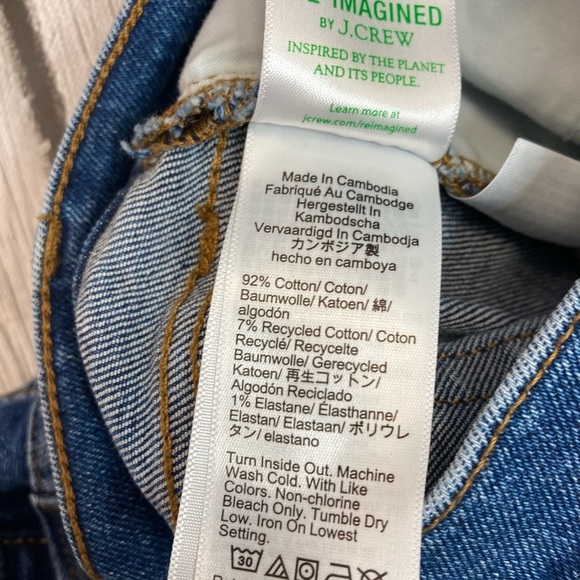 IMAGINED
BY J.CREW
INSPIRED BY THE PLANET
AND ITS PEOPLE.
Learn more at
jcrew.com/reimagined
Made In Cambodia
Fabriqué Au Cambodge
Hergestellt In
Kambodscha
Vervaardigd In Cambodja
カンボジア製
hecho en camboya
92% Cotton/ Coton/
Baumwolle/ Katoen/ 綿/
algodón
7% Recycled Cotton/ Coton
Recyclé/ Recycelte
Baumwolle/ Gerecycled
Katoen/ 再生コットン/
Algodón Reciclado
1% Elastane/ Élasthanne/
Elastan/ Elastaan/ ポリウレ
タン/ elastano
Turn Inside Out. Machine
Wash Cold. With Like
Colors. Non-chlorine
Bleach Only. Tumble Dry
Low. Iron On Lowest
Setting.
30